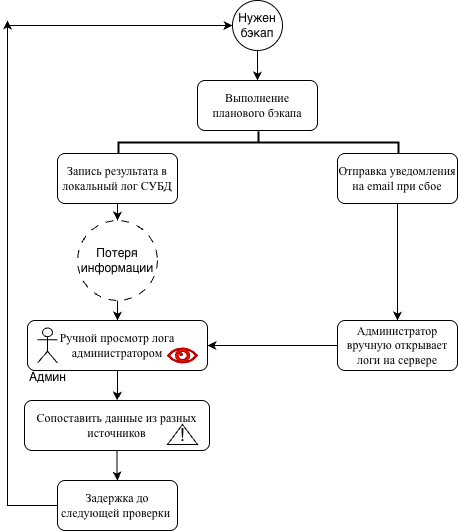 Нужен
бэкап
Выполнение
планового бэкапа
Запись результата в
локальный лог СУБД
Отправка уведомления
на email при сбое
Потеря
информации
Ручной просмотр лога
администратором
Админ
Администратор
вручную открывает
логи на сервере
Сопоставить данные из разных
источников
!
Задержка до
следующей проверки